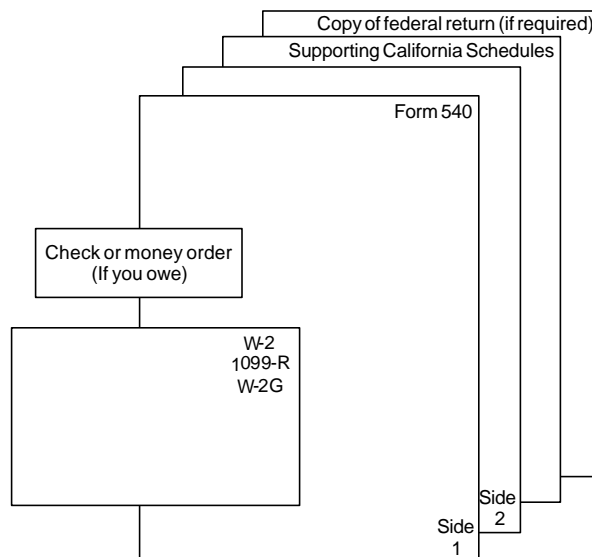 Copy of federal return (if required)
Supporting California Schedules
Form 540
Check or money order
(If you owe)
W-2
1099-R
W-2G
Side
2
Side
1